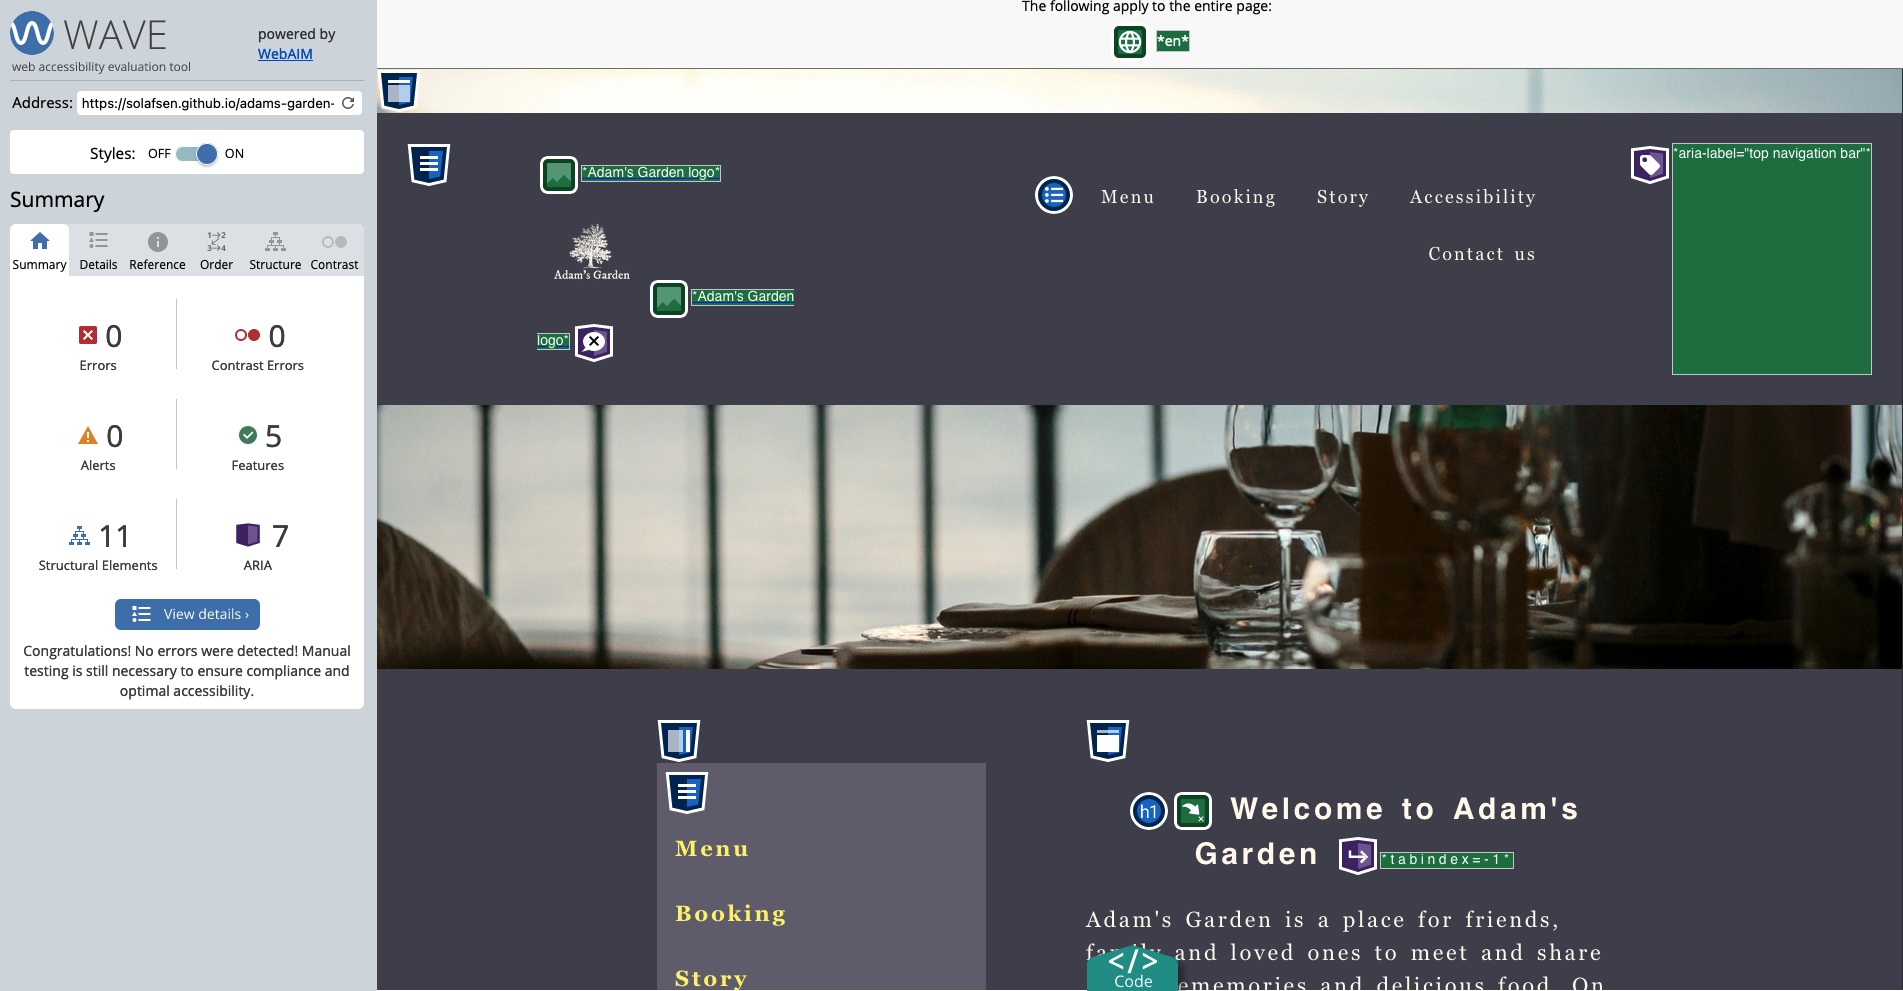 WAVE
web accessibility evaluation tool
powered by
WebAIM
Address: https://solafsen.github.io/adams-garden-
Styles: OFF ON
Summary
Summary Details Reference Order Structure Contrast
1→2
3→4
0
Errors
0
Contrast Errors
0
Alerts
5
Features
11
Structural Elements
7
ARIA
View details ›
Congratulations! No errors were detected! Manual
testing is still necessary to ensure compliance and
optimal accessibility.
The following apply to the entire page:
*en*
*Adam's Garden logo*
Adam's Garden
*Adam's Garden
logo*
Menu Booking Story Accessibility
Contact us
*aria-label="top navigation bar"*
Menu
Booking
Story
h1 Welcome to Adam's
Garden *tabindex=-1*
Adam's Garden is a place for friends,
family and loved ones to meet and share
ememories and delicious food. On
</>
Code